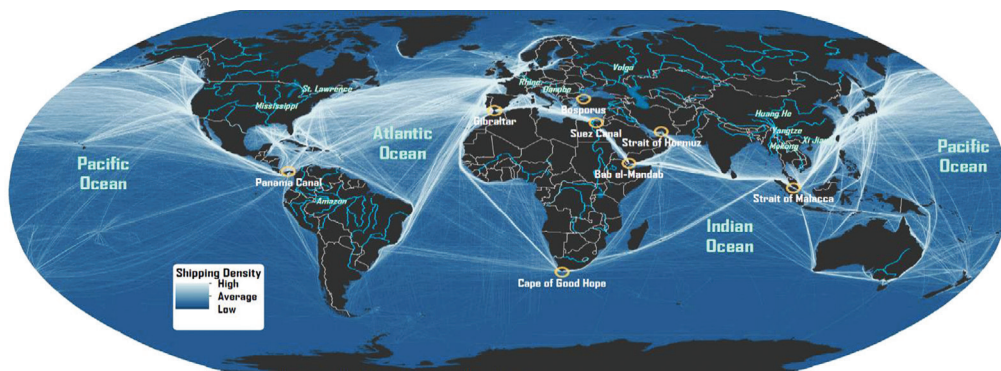 Volga
Rhine
Danube
St. Lawrence
Mississippi
Bosporus
Gibraltar
Huang He
Atlantic
Ocean
Suez Canal
Yangtze
Xi Jiang
Strait of Hormuz
Mekong
Pacific
Ocean
Pacific
Ocean
Bab el-Mandab
Panama Canal
Strait of Malacca
Amazon
Indian
Ocean
Shipping Density
High
Average
Low
Cape of Good Hope